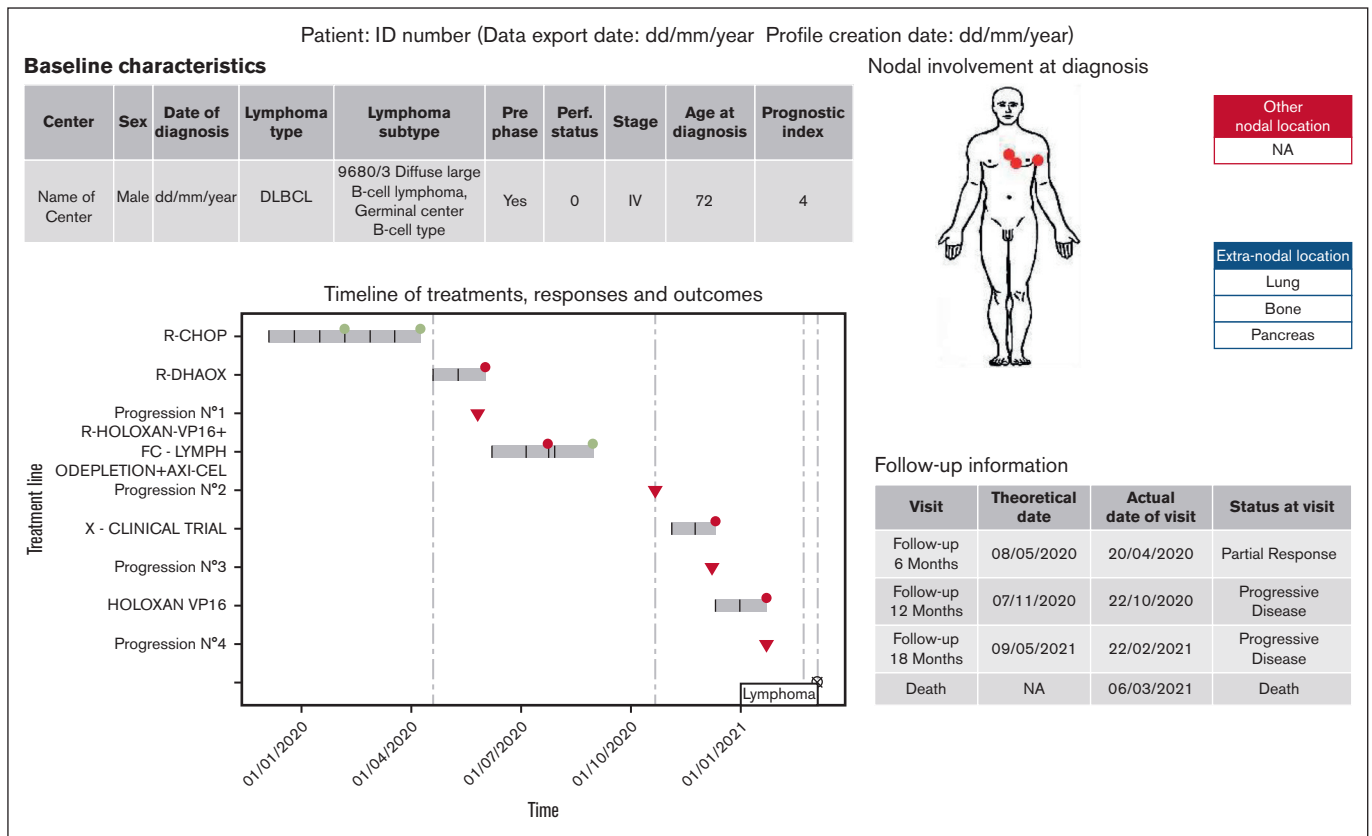 Patient: ID number (Data export date: dd/mm/year Profile creation date: dd/mm/year)
Baseline characteristics
Center Sex Date of diagnosis Lymphoma type Lymphoma subtype Pre phase Perf. status Stage Age at diagnosis Prognostic index
Name of Center Male dd/mm/year DLBCL 9680/3 Diffuse large B-cell lymphoma, Germinal center B-cell type Yes 0 IV 72 4
Nodal involvement at diagnosis
Other
nodal location
NA
Extra-nodal location
Lung
Bone
Pancreas
Timeline of treatments, responses and outcomes
Treatment line
R-CHOP
R-DHAOX
Progression N°1
R-HOLOXAN-VP16+
FC - LYMPH
ODEPLETION+AXI-CEL
Progression N°2
X - CLINICAL TRIAL
Progression N°3
HOLOXAN VP16
Progression N°4
Lymphoma
01/01/2020 01/04/2020 01/07/2020 01/10/2020 01/01/2021
Time
Follow-up information
Visit Theoretical date Actual date of visit Status at visit
Follow-up 6 Months 08/05/2020 20/04/2020 Partial Response
Follow-up 12 Months 07/11/2020 22/10/2020 Progressive Disease
Follow-up 18 Months 09/05/2021 22/02/2021 Progressive Disease
Death NA 06/03/2021 Death